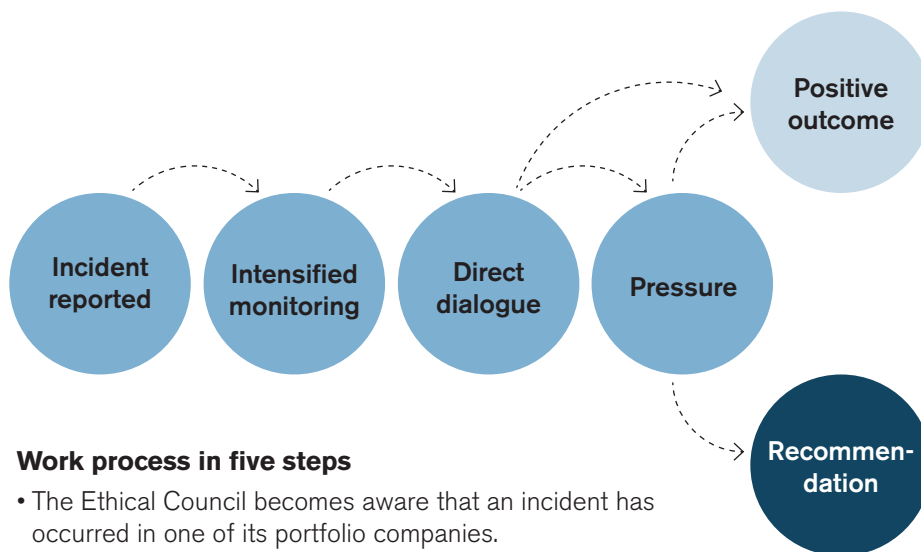 Positive
outcome
Incident
reported
Intensified
monitoring
Direct
dialogue
Pressure
Recommen-
dation
Work process in five steps
• The Ethical Council becomes aware that an incident has
occurred in one of its portfolio companies.